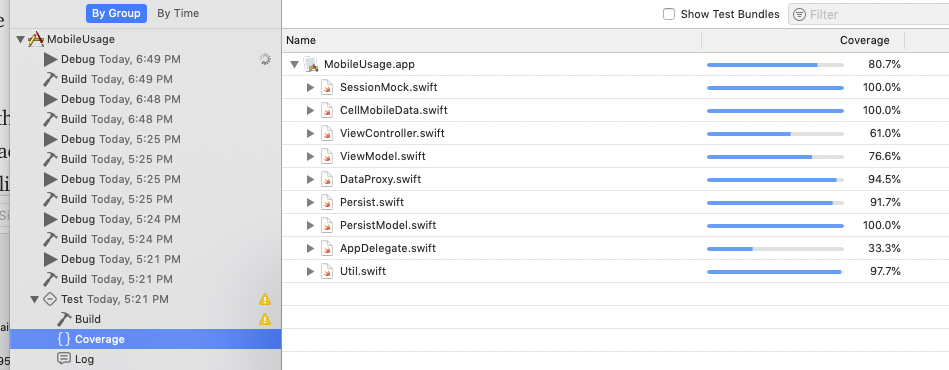 By Group By Time
MobileUsage
Debug Today, 6:49 PM
Build Today, 6:49 PM
Debug Today, 6:48 PM
Build Today, 6:48 PM
Debug Today, 5:25 PM
Build Today, 5:25 PM
Debug Today, 5:25 PM
Build Today, 5:25 PM
Debug Today, 5:24 PM
Build Today, 5:24 PM
Debug Today, 5:21 PM
Build Today, 5:21 PM
Test Today, 5:21 PM
Build
{ } Coverage
Log
Show Test Bundles Filter
Name Coverage
MobileUsage.app 80.7%
SessionMock.swift 100.0%
CellMobileData.swift 100.0%
ViewController.swift 61.0%
ViewModel.swift 76.6%
DataProxy.swift 94.5%
Persist.swift 91.7%
PersistModel.swift 100.0%
AppDelegate.swift 33.3%
Util.swift 97.7%